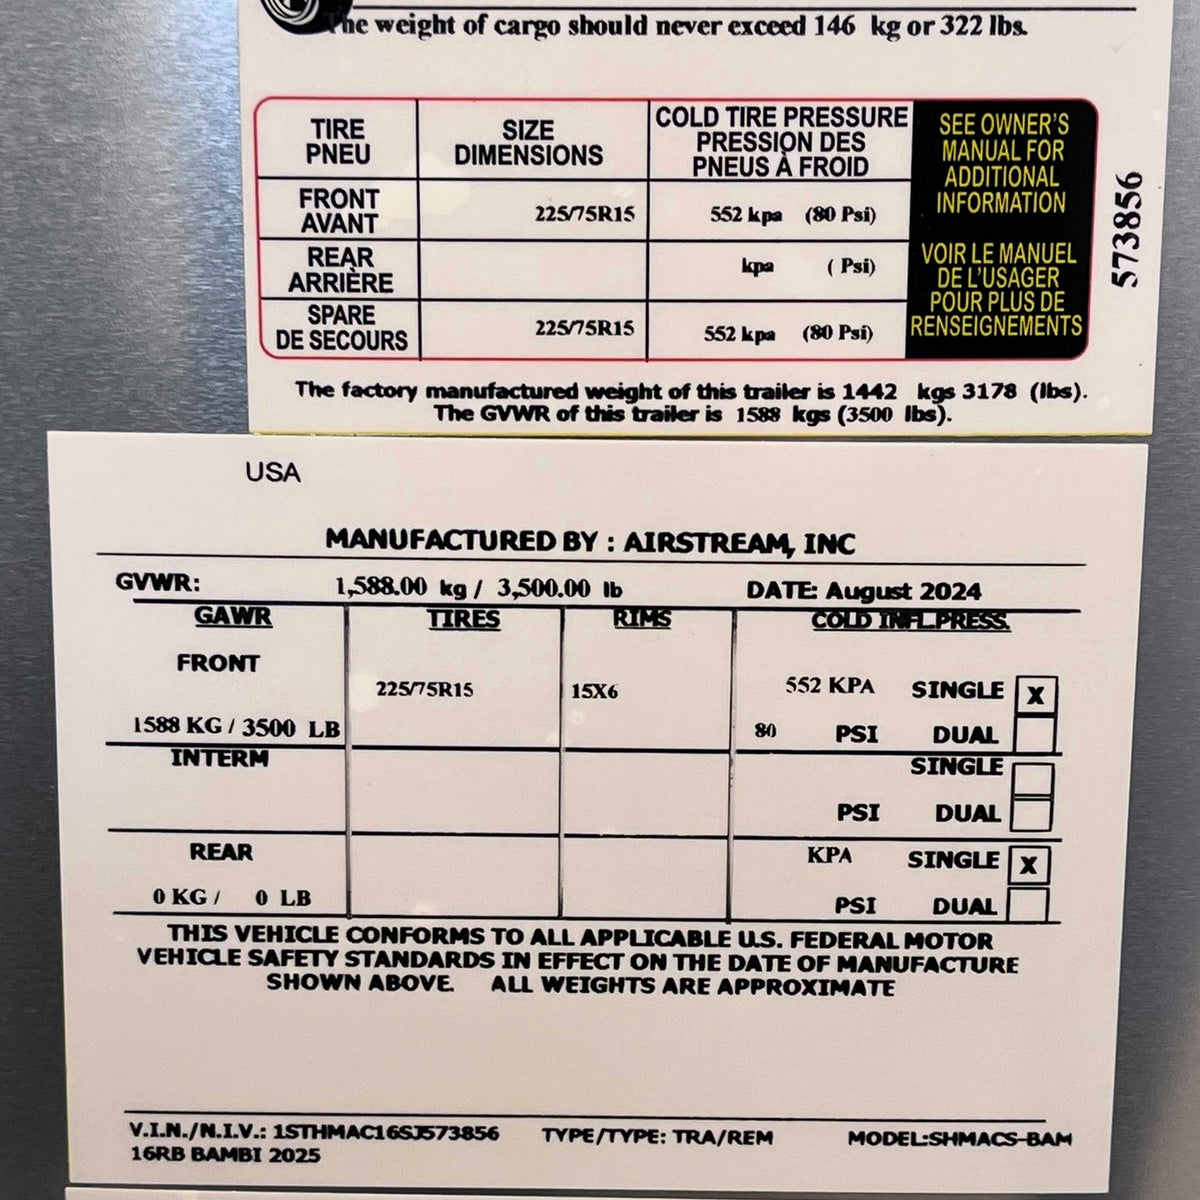 The weight of cargo should never exceed 146 kg or 322 lbs.
TIRE PNEU SIZE DIMENSIONS COLD TIRE PRESSURE PRESSION DES PNEUS À FROID
FRONT AVANT 225/75R15 552 kpa (80 Psi)
REAR ARRIÈRE kpa ( Psi)
SPARE DE SECOURS 225/75R15 552 kpa (80 Psi)
SEE OWNER'S
MANUAL FOR
ADDITIONAL
INFORMATION
VOIR LE MANUEL
DE L'USAGER
POUR PLUS DE
RENSEIGNEMENTS
573856
The factory manufactured weight of this trailer is 1442 kgs 3178 (lbs).
The GVWR of this trailer is 1588 kgs (3500 lbs).
USA
MANUFACTURED BY : AIRSTREAM, INC
GVWR: 1,588.00 kg / 3,500.00 lb DATE: August 2024
GAWR TIRES RIMS COLD INFL.PRESS.
FRONT
225/75R15 15X6 552 KPA SINGLE X
1588 KG / 3500 LB 80 PSI DUAL
INTERM SINGLE
PSI DUAL
REAR KPA SINGLE X
0 KG / 0 LB PSI DUAL
THIS VEHICLE CONFORMS TO ALL APPLICABLE U.S. FEDERAL MOTOR
VEHICLE SAFETY STANDARDS IN EFFECT ON THE DATE OF MANUFACTURE
SHOWN ABOVE. ALL WEIGHTS ARE APPROXIMATE
V.I.N./N.I.V.: 1STHMAC16SJ573856 TYPE/TYPE: TRA/REM MODEL:SHMACS-BAM
16RB BAMBI 2025